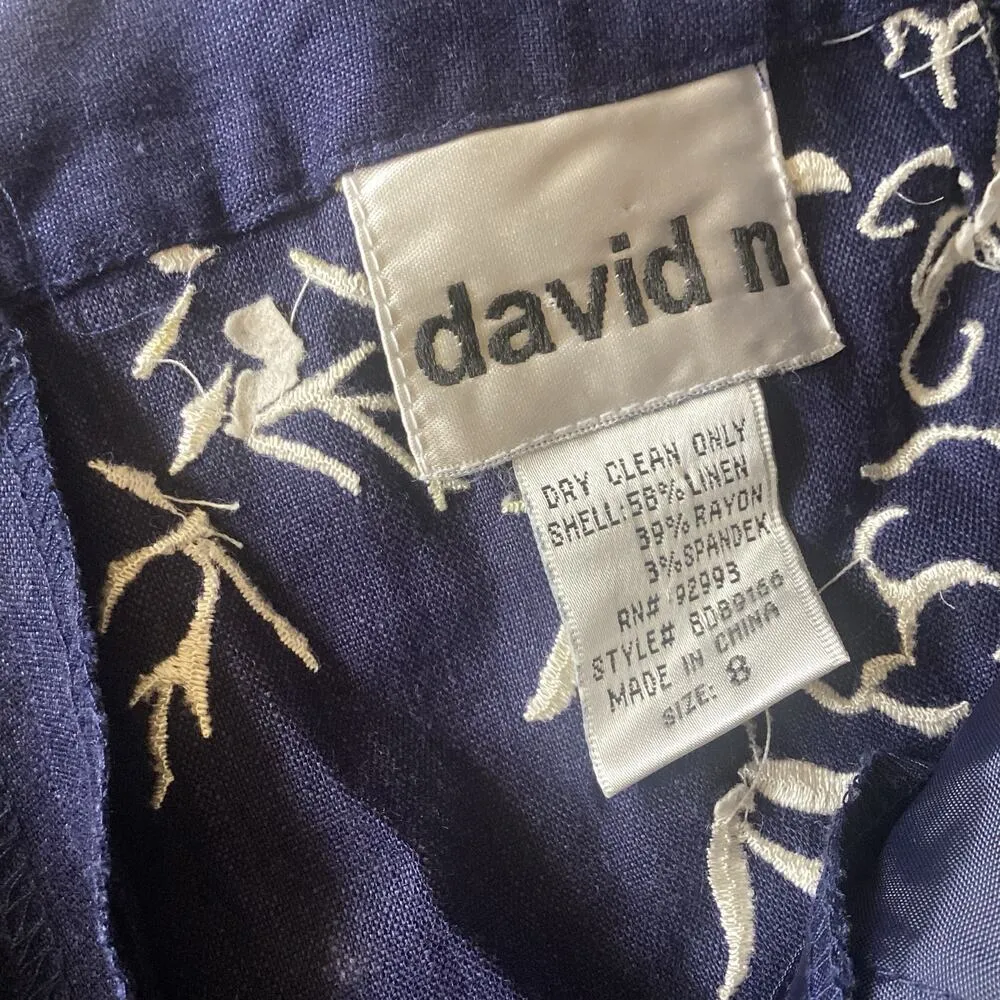 david n
DRY CLEAN ONLY
SHELL:58%LINEN
39%RAYON
3%SPANDEX
RN# 92993
STYLE# 8DB9166
MADE IN CHINA
SIZE: 8